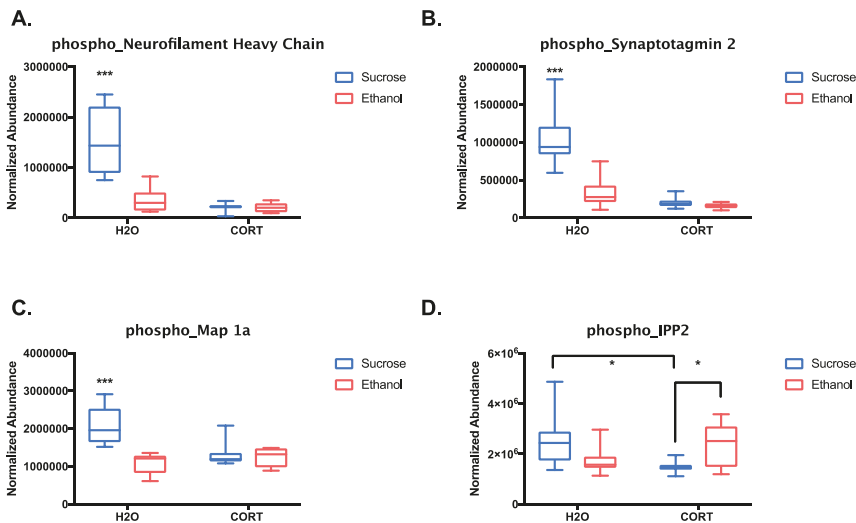 A.
phospho_Neurofilament Heavy Chain
Normalized Abundance
3000000
2000000
1000000
0
***
H2O
CORT
Sucrose
Ethanol
B.
phospho_Synaptotagmin 2
Normalized Abundance
2000000
1500000
1000000
500000
0
***
H2O
CORT
Sucrose
Ethanol
C.
phospho_Map 1a
Normalized Abundance
4000000
3000000
2000000
1000000
0
***
H2O
CORT
Sucrose
Ethanol
D.
phospho_IPP2
Normalized Abundance
6×10⁶
4×10⁶
2×10⁶
0
*
*
H2O
CORT
Sucrose
Ethanol